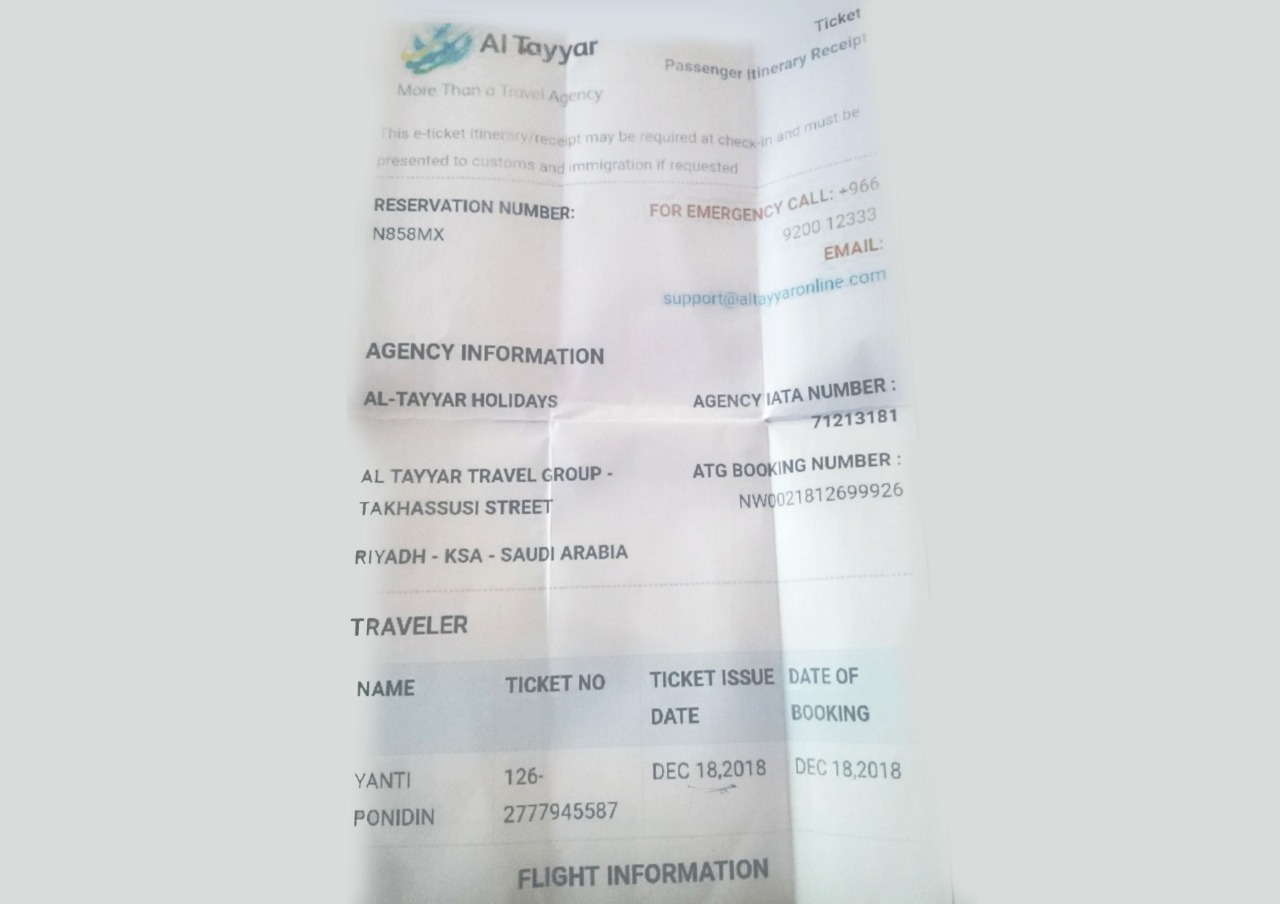 Al Tayyar
More Than a Travel Agency
Ticket
Passenger Itinerary Receipt
This e-ticket itinerary/receipt may be required at check-in and must be
presented to customs and immigration if requested
RESERVATION NUMBER:
N858MX
FOR EMERGENCY CALL: +966
9200 12333
EMAIL:
support@altayyaronline.com
AGENCY INFORMATION
AL-TAYYAR HOLIDAYS
AGENCY IATA NUMBER :
71213181
AL TAYYAR TRAVEL GROUP -
TAKHASSUSI STREET
ATG BOOKING NUMBER :
NW0021812699926
RIYADH - KSA - SAUDI ARABIA
TRAVELER
NAME TICKET NO TICKET ISSUE DATE OF
DATE BOOKING
YANTI 126- DEC 18,2018 DEC 18,2018
PONIDIN 2777945587
FLIGHT INFORMATION